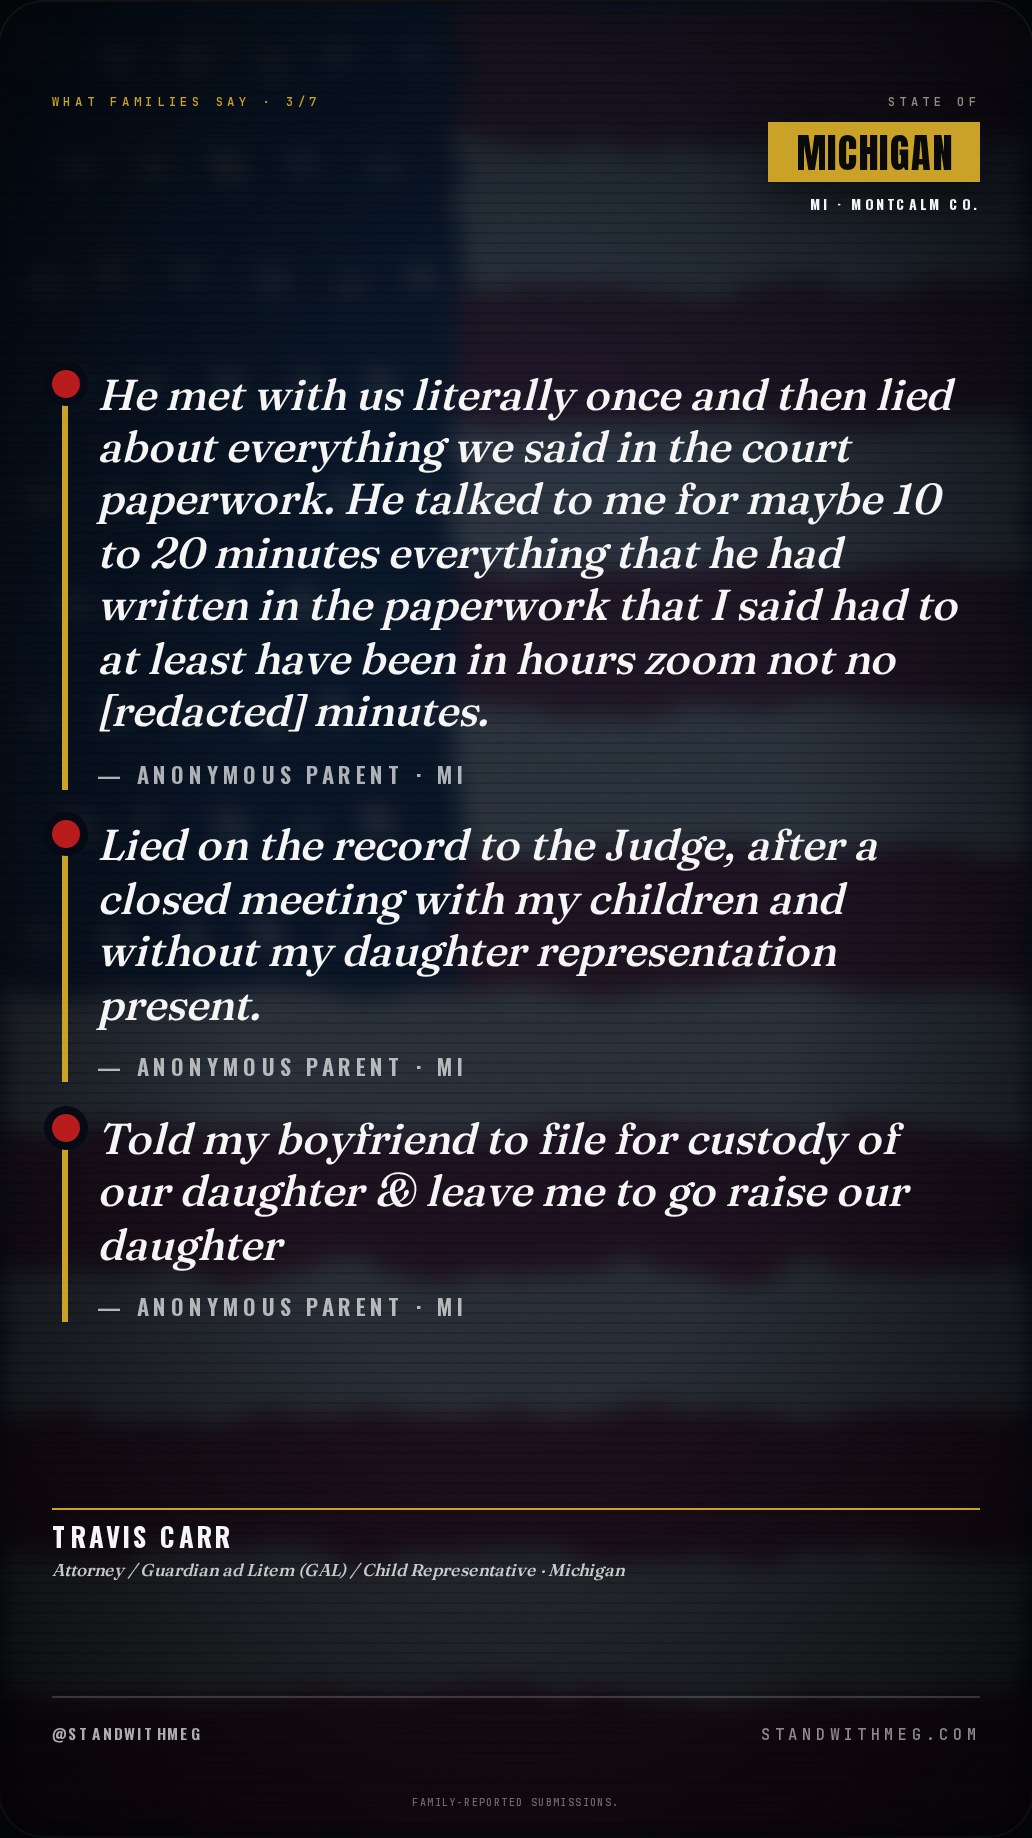 WHAT FAMILIES SAY · 3/7
STATE OF
MICHIGAN
MI · MONTCALM CO.
He met with us literally once and then lied
about everything we said in the court
paperwork. He talked to me for maybe 10
to 20 minutes everything that he had
written in the paperwork that I said had to
at least have been in hours zoom not no
[redacted] minutes.
— ANONYMOUS PARENT · MI
Lied on the record to the Judge, after a
closed meeting with my children and
without my daughter representation
present.
— ANONYMOUS PARENT · MI
Told my boyfriend to file for custody of
our daughter & leave me to go raise our
daughter
— ANONYMOUS PARENT · MI
TRAVIS CARR
Attorney / Guardian ad Litem (GAL) / Child Representative · Michigan
@STANDWITHMEG
STANDWITHMEG.COM
FAMILY-REPORTED SUBMISSIONS.